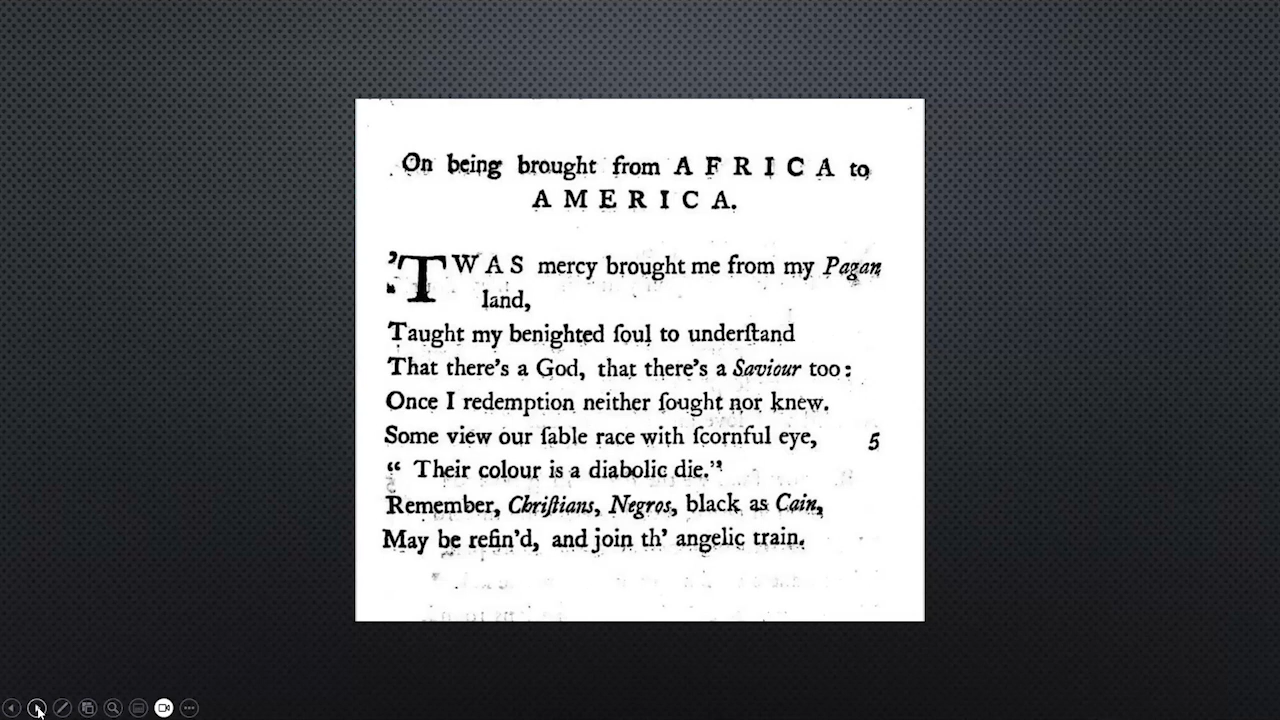 On being brought from AFRICA to
AMERICA.
'TWAS mercy brought me from my Pagan
land,
Taught my benighted ſoul to underſtand
That there's a God, that there's a Saviour too:
Once I redemption neither ſought nor knew.
Some view our ſable race with ſcornful eye, 5
“ Their colour is a diabolic die.”
Remember, Chriſtians, Negros, black as Cain,
May be refin'd, and join th' angelic train.